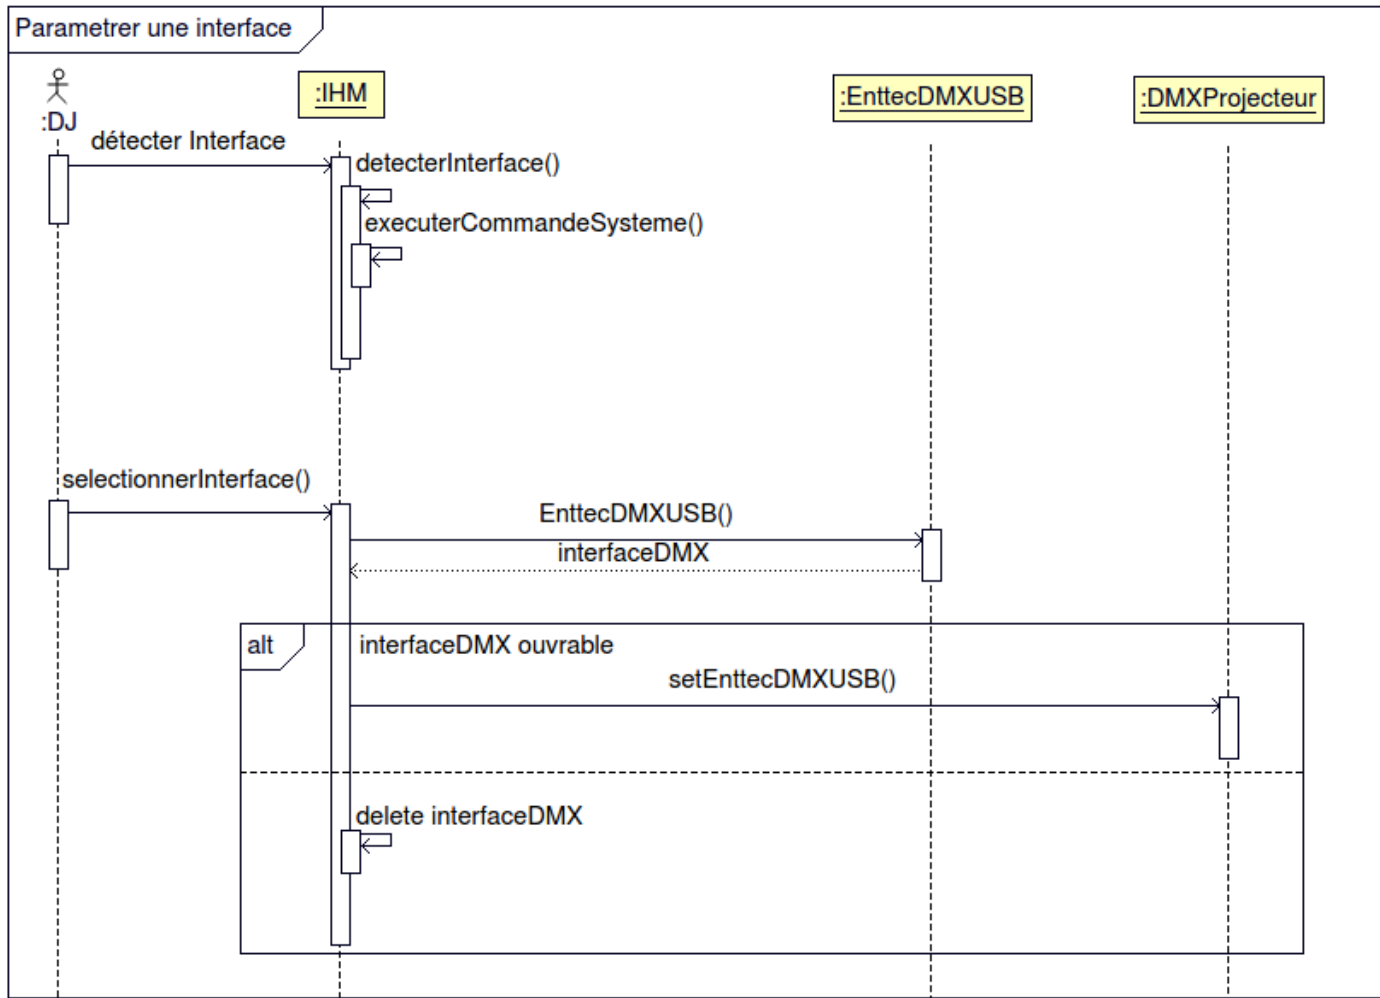 Parametrer une interface
:DJ
:IHM
:EnttecDMXUSB
:DMXProjecteur
détecter Interface
detecterInterface()
executerCommandeSysteme()
selectionnerInterface()
EnttecDMXUSB()
interfaceDMX
alt
interfaceDMX ouvrable
setEnttecDMXUSB()
delete interfaceDMX